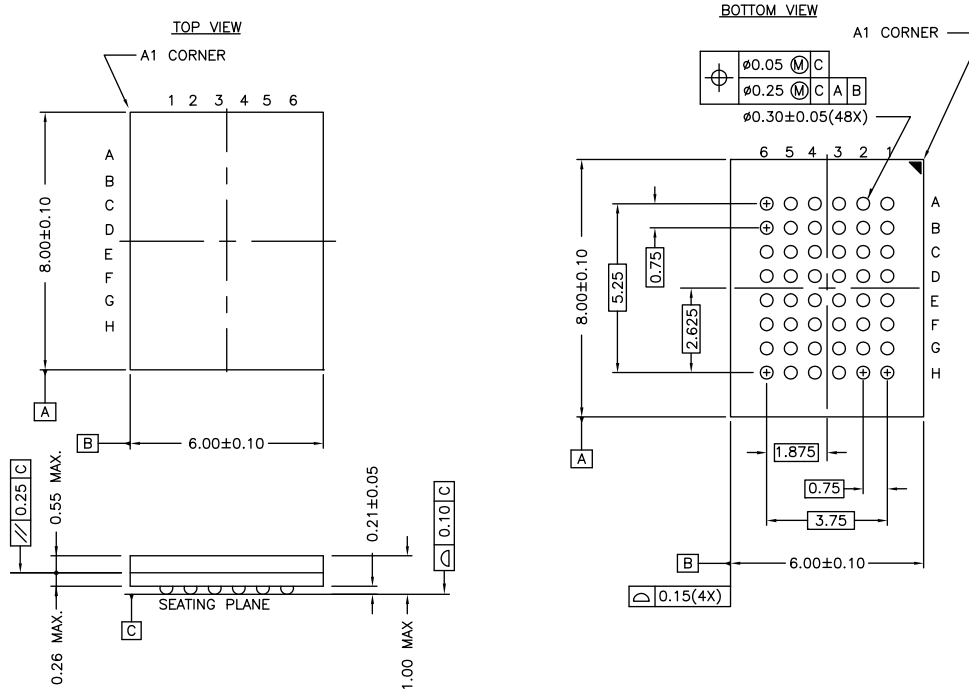 TOP VIEW
A1 CORNER
1 2 3 4 5 6
A
B
C
D
E
F
G
H
8.00±0.10
A
B
6.00±0.10
// 0.25 C
0.55 MAX.
0.21±0.05
⌓ 0.10 C
SEATING PLANE
C
0.26 MAX.
1.00 MAX
BOTTOM VIEW
A1 CORNER
⌖ ⌀0.05 Ⓜ C
⌀0.25 Ⓜ C A B
⌀0.30±0.05(48X)
6 5 4 3 2 1
A
B
C
D
E
F
G
H
8.00±0.10
5.25
0.75
2.625
A
1.875
0.75
3.75
B
6.00±0.10
⌓ 0.15(4X)